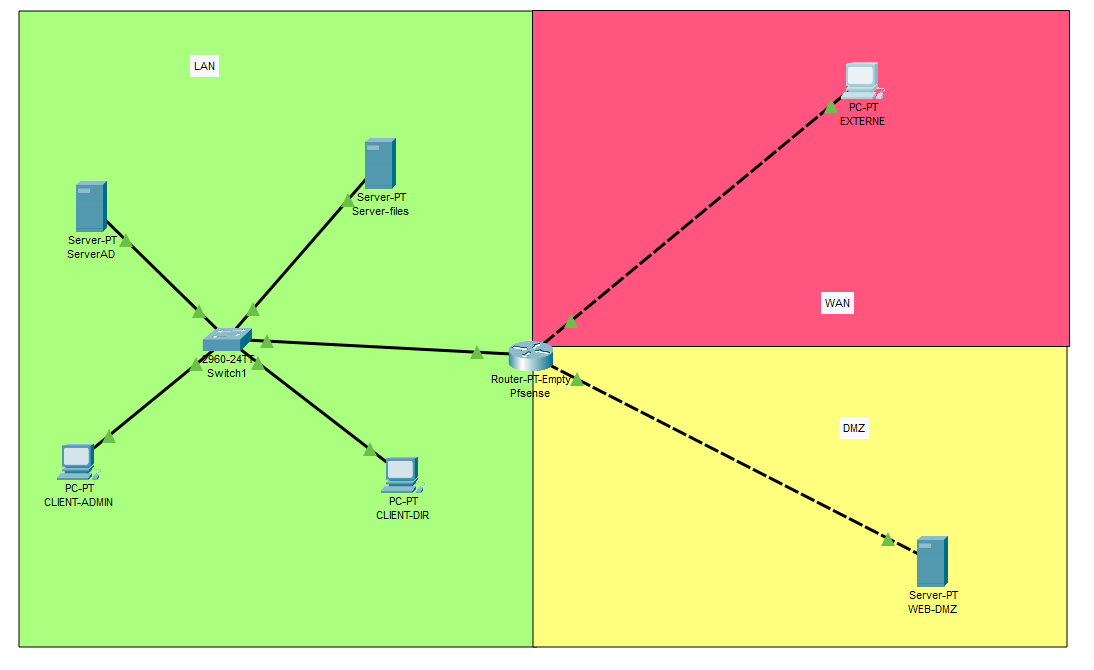 LAN
PC-PT
EXTERNE
Server-PT
Server-files
Server-PT
ServerAD
WAN
2960-24TT
Switch1
Router-PT-Empty
Pfsense
DMZ
PC-PT
CLIENT-ADMIN
PC-PT
CLIENT-DIR
Server-PT
WEB-DMZ